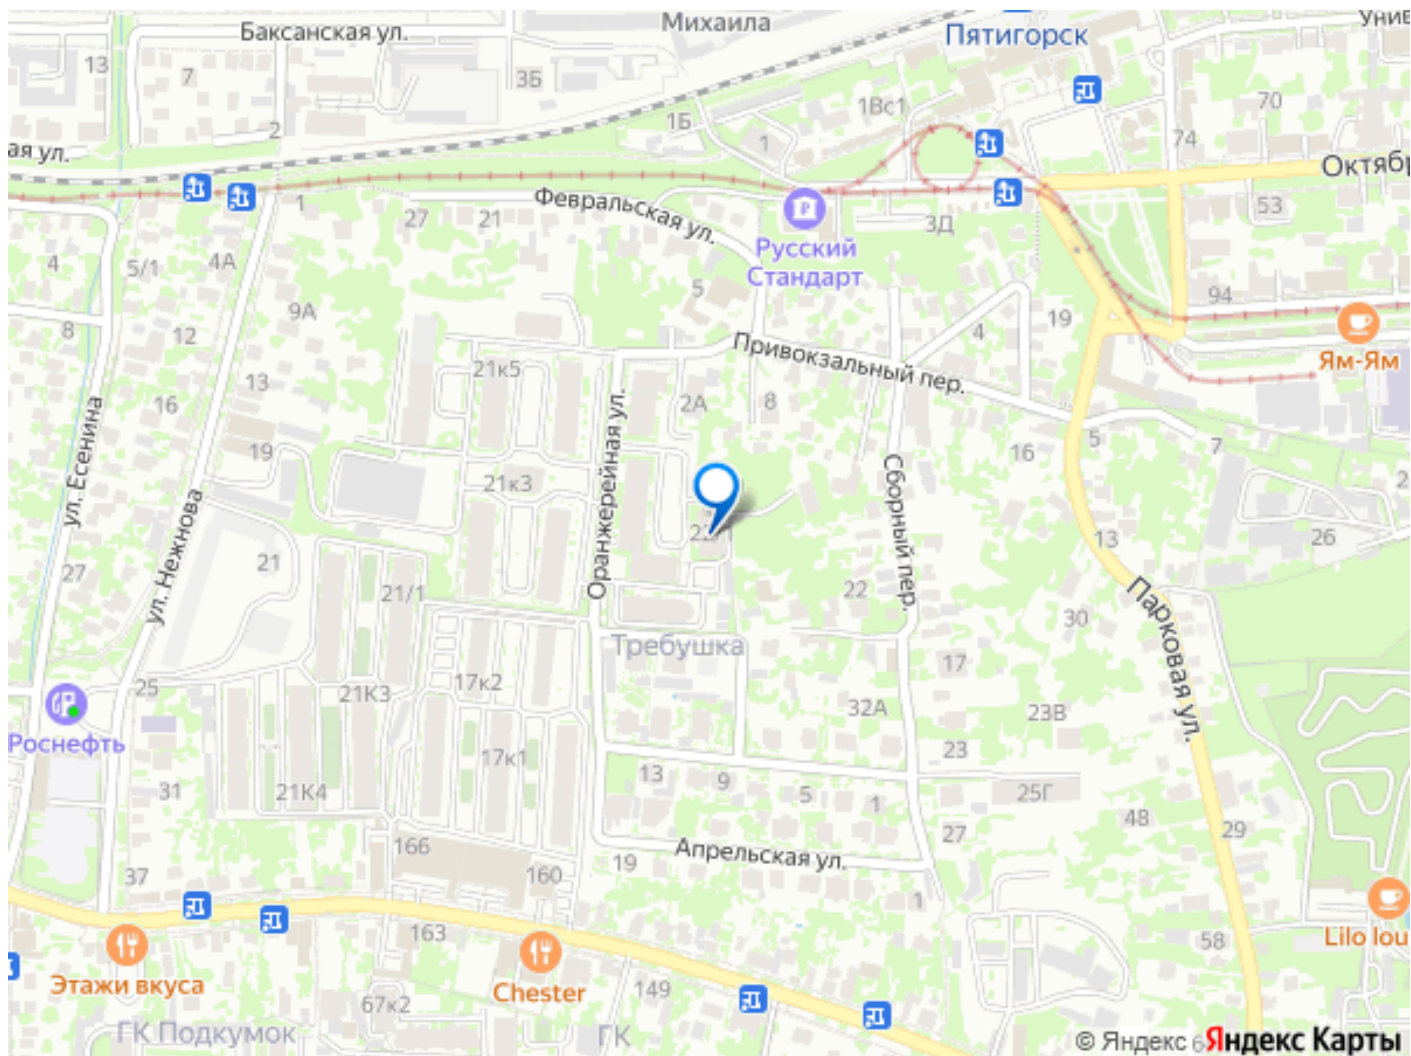 Михаила
Баксанская ул.
Унив
Пятигорск
13
7
3Б
70
1Вс1
1Б
2
1
74
ая ул.
Октябр
1
27
21
Февральская ул.
53
3Д
Русский
Стандарт
4
5/1
4А
5
94
9А
8
12
4
19
Привокзальный пер.
Ям-Ям
21к5
13
16
2А
8
5
7
19
16
ул. Есенина
Оранжерейная ул.
21к3
Сборный пер.
2
ул. Нежнова
26
13
21
27
21/1
22
30
Парковая ул.
Требушка
17
25
21К3
17к2
32А
23В
Роснефть
17к1
23
31
21К4
13
9
5
1
25Г
48
29
27
166
Апрельская ул.
19
37
160
1
163
58
Lilo lou
Этажи вкуса
Chester
149
67к2
ГК Подкумок
ГК
© Яндекс
Яндекс Карты